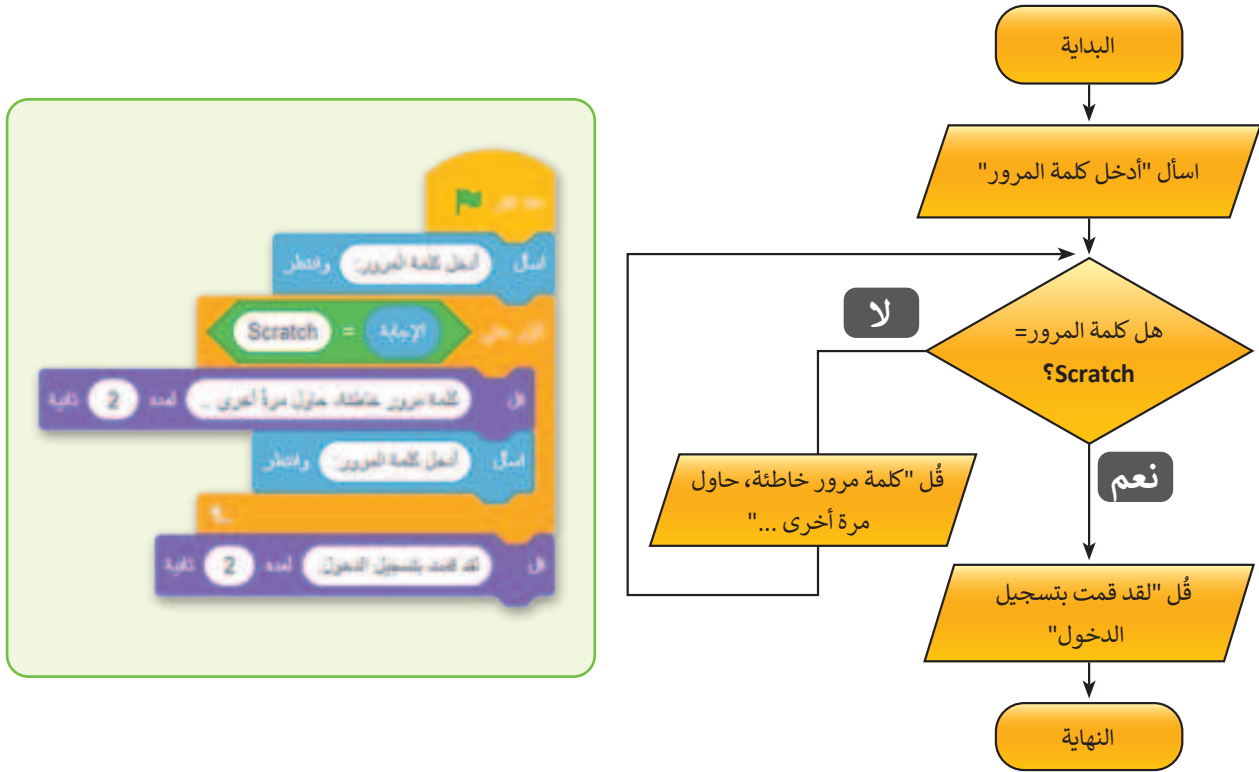 البداية
اسأل "أدخل كلمة المرور"
هل كلمة المرور=
Scratch؟
لا
نعم
قُل "كلمة مرور خاطئة، حاول
مرة أخرى ..."
قُل "لقد قمت بتسجيل
الدخول"
النهاية
اسأل أدخل كلمة المرور: وانتظر
الإجابة = Scratch
قل كلمة مرور خاطئة، حاول مرة أخرى ... لمدة 2 ثانية
اسأل أدخل كلمة المرور: وانتظر
قل لقد قمت بتسجيل الدخول. لمدة 2 ثانية